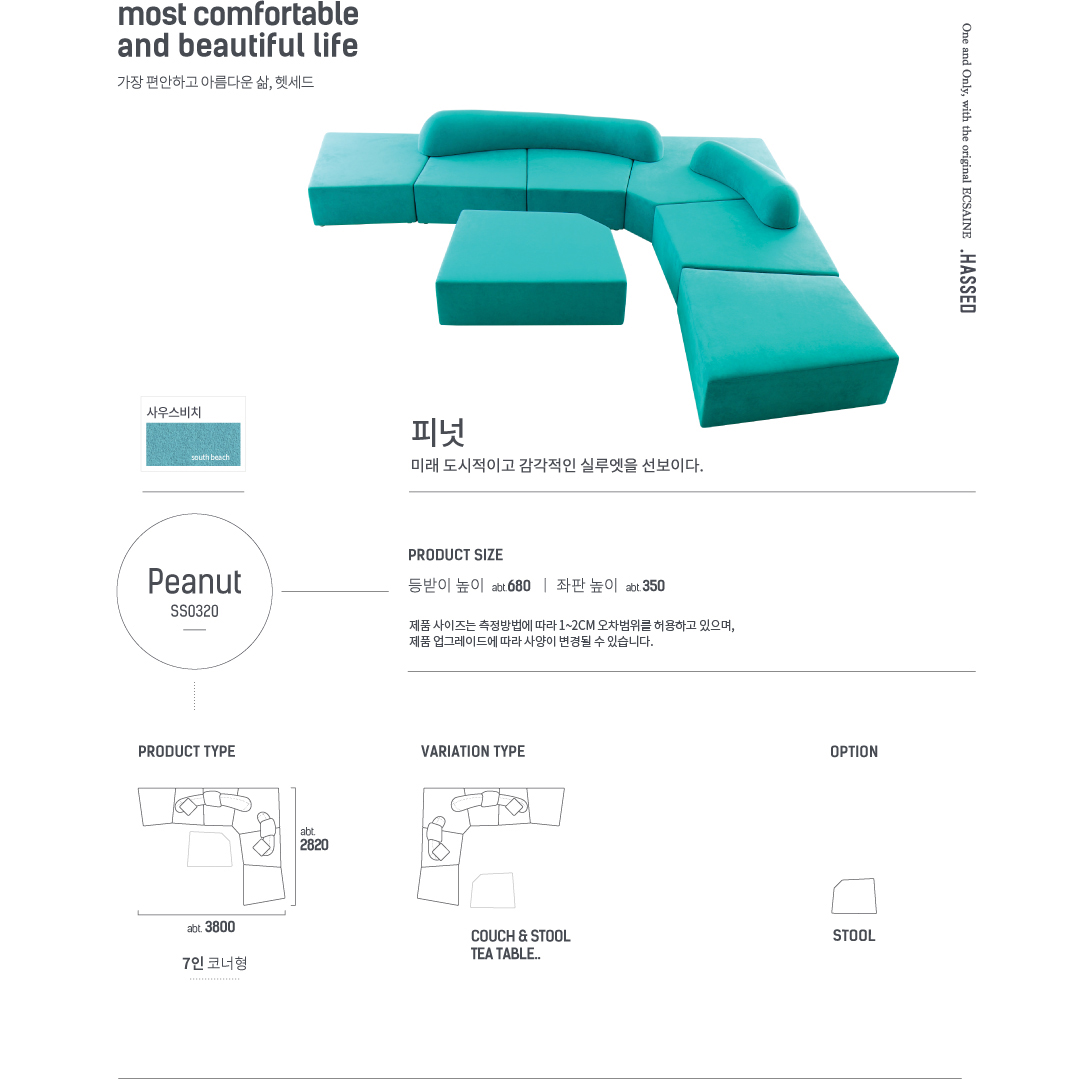 most comfortable
and beautiful life
가장 편안하고 아름다운 삶, 헷세드
One and Only, with the original ECSAINE .HASSED
사우스비치
south beach
피넛
미래 도시적이고 감각적인 실루엣을 선보이다.
Peanut
SS0320
PRODUCT SIZE
등받이 높이 abt.680 | 좌판 높이 abt.350
제품 사이즈는 측정방법에 따라 1~2CM 오차범위를 허용하고 있으며,
제품 업그레이드에 따라 사양이 변경될 수 있습니다.
PRODUCT TYPE
abt.
2820
abt. 3800
7인 코너형
VARIATION TYPE
COUCH & STOOL
TEA TABLE..
OPTION
STOOL